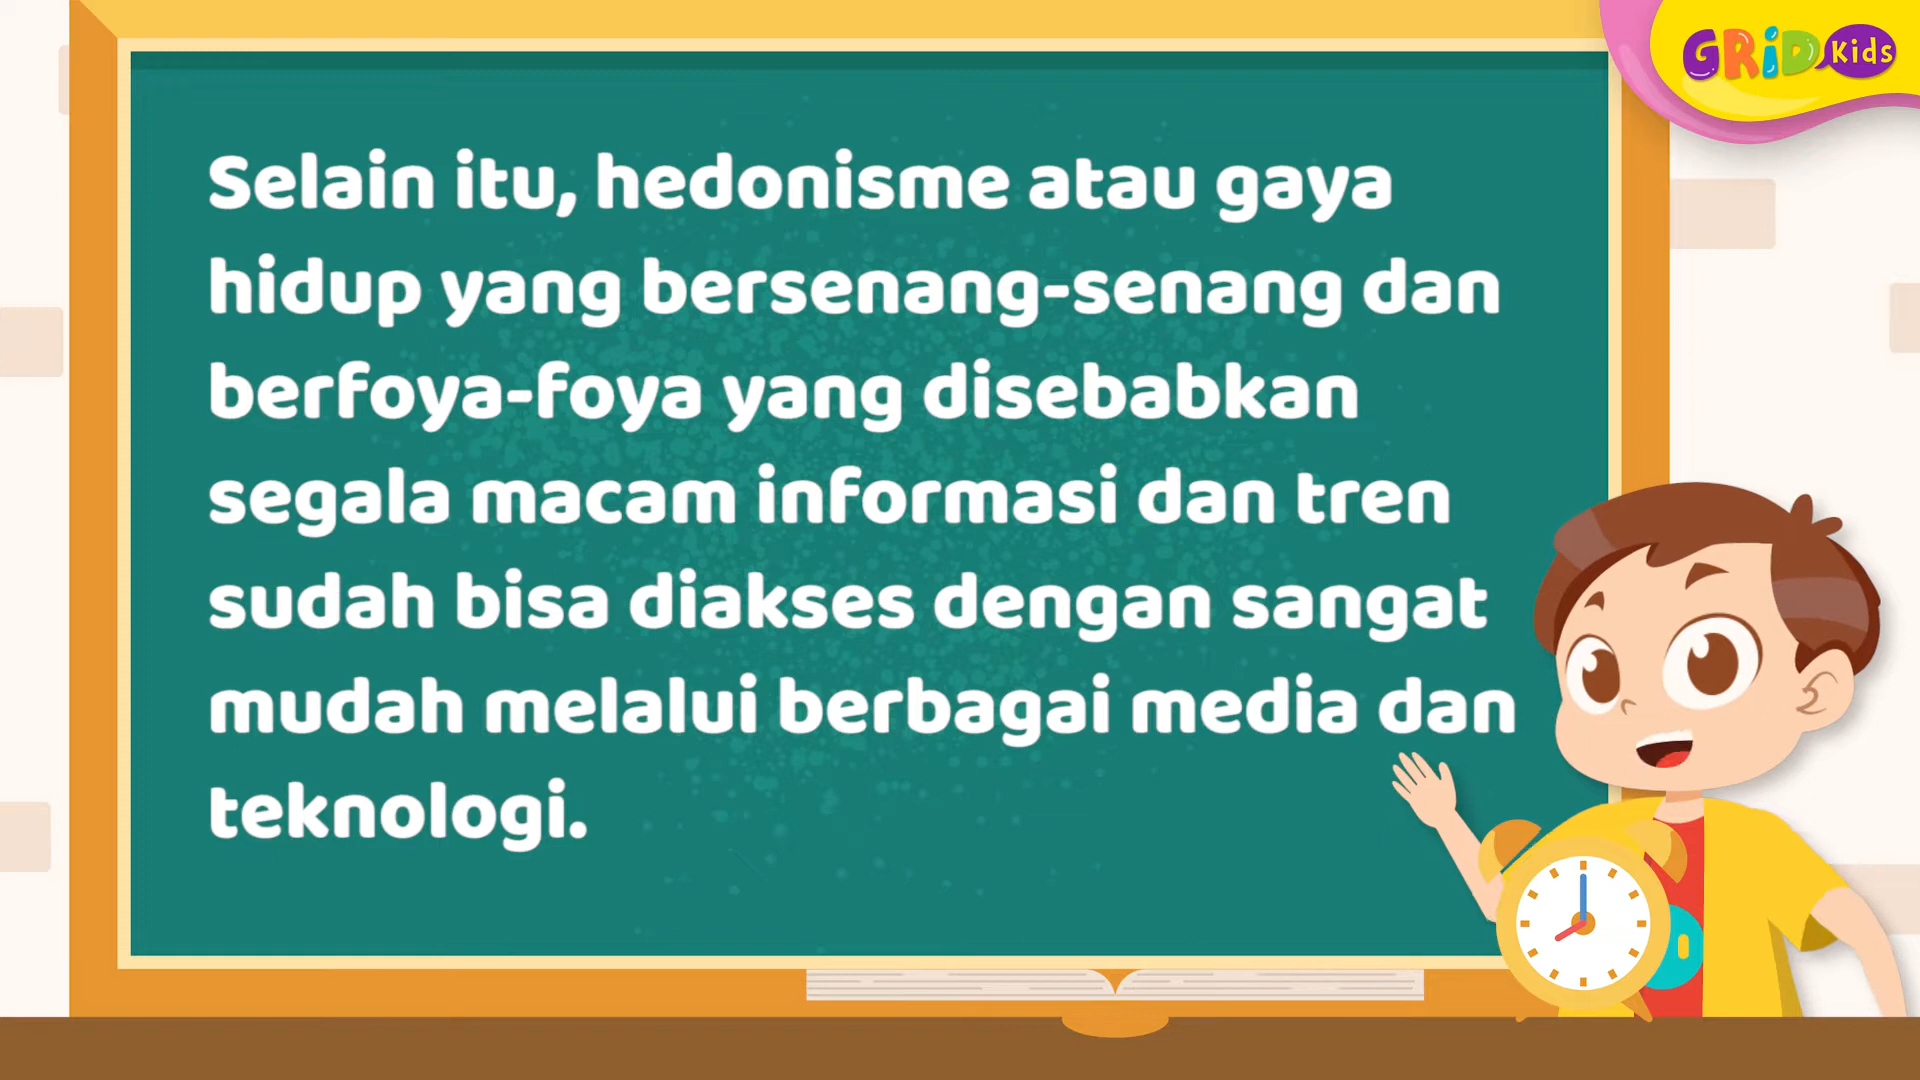 GRiD Kids
Selain itu, hedonisme atau gaya
hidup yang bersenang-senang dan
berfoya-foya yang disebabkan
segala macam informasi dan tren
sudah bisa diakses dengan sangat
mudah melalui berbagai media dan
teknologi.